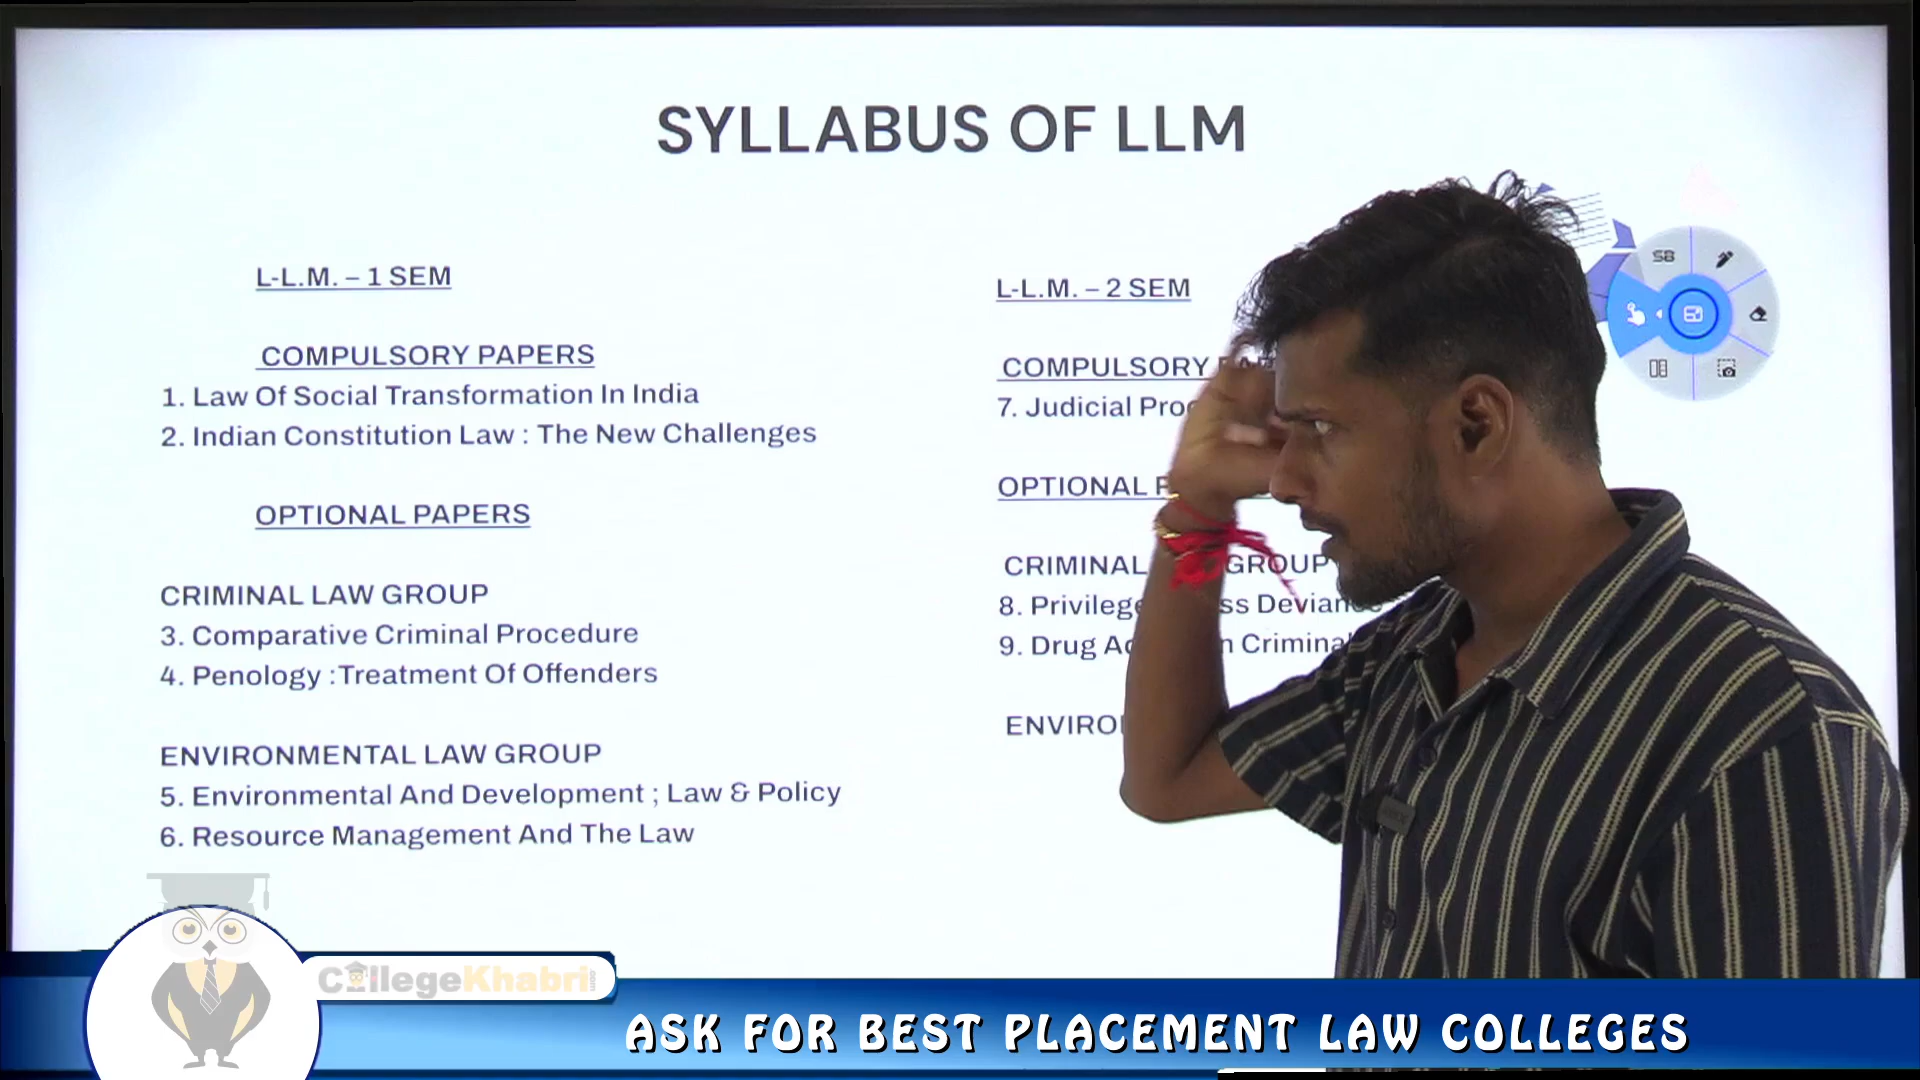 SYLLABUS OF LLM
L-L.M. – 1 SEM
COMPULSORY PAPERS
1. Law Of Social Transformation In India
2. Indian Constitution Law : The New Challenges
OPTIONAL PAPERS
CRIMINAL LAW GROUP
3. Comparative Criminal Procedure
4. Penology :Treatment Of Offenders
ENVIRONMENTAL LAW GROUP
5. Environmental And Development ; Law & Policy
6. Resource Management And The Law
L-L.M. – 2 SEM
COMPULSORY
7. Judicial
OPTIONAL
CRIMINAL GROUP
8.
9. Drug
SB
CollegeKhabri
ASK FOR BEST PLACEMENT LAW COLLEGES